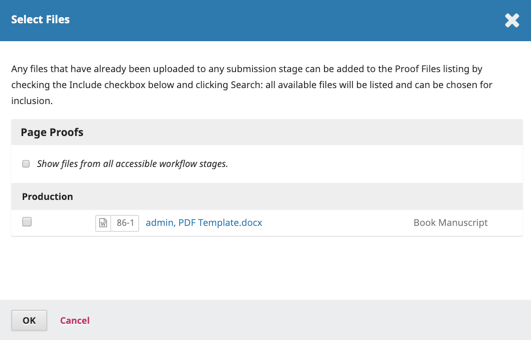 Select Files
Any files that have already been uploaded to any submission stage can be added to the Proof Files listing by
checking the Include checkbox below and clicking Search: all available files will be listed and can be chosen for
inclusion.
Page Proofs
Show files from all accessible workflow stages.
Production
W 86-1 admin, PDF Template.docx Book Manuscript
OK Cancel